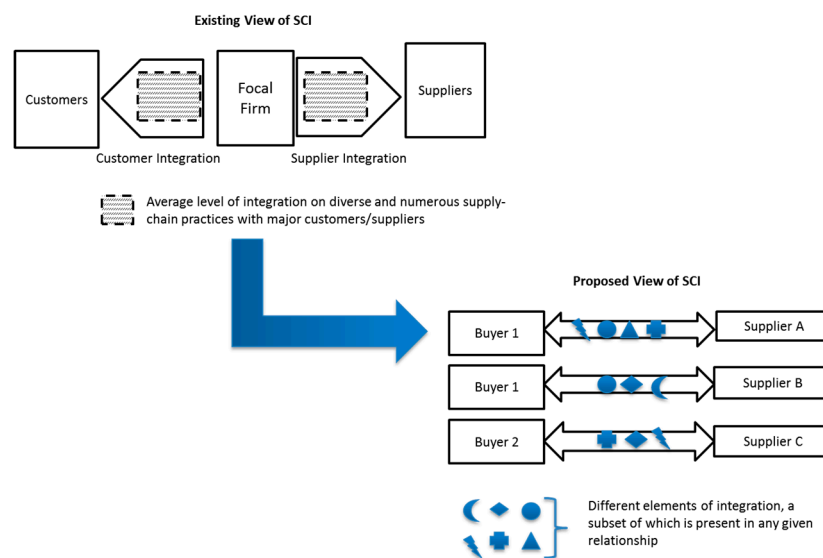 Existing View of SCI
Customers
Focal
Firm
Suppliers
Customer Integration
Supplier Integration
Average level of integration on diverse and numerous supply-
chain practices with major customers/suppliers
Proposed View of SCI
Buyer 1
Supplier A
Buyer 1
Supplier B
Buyer 2
Supplier C
Different elements of integration, a
subset of which is present in any given
relationship